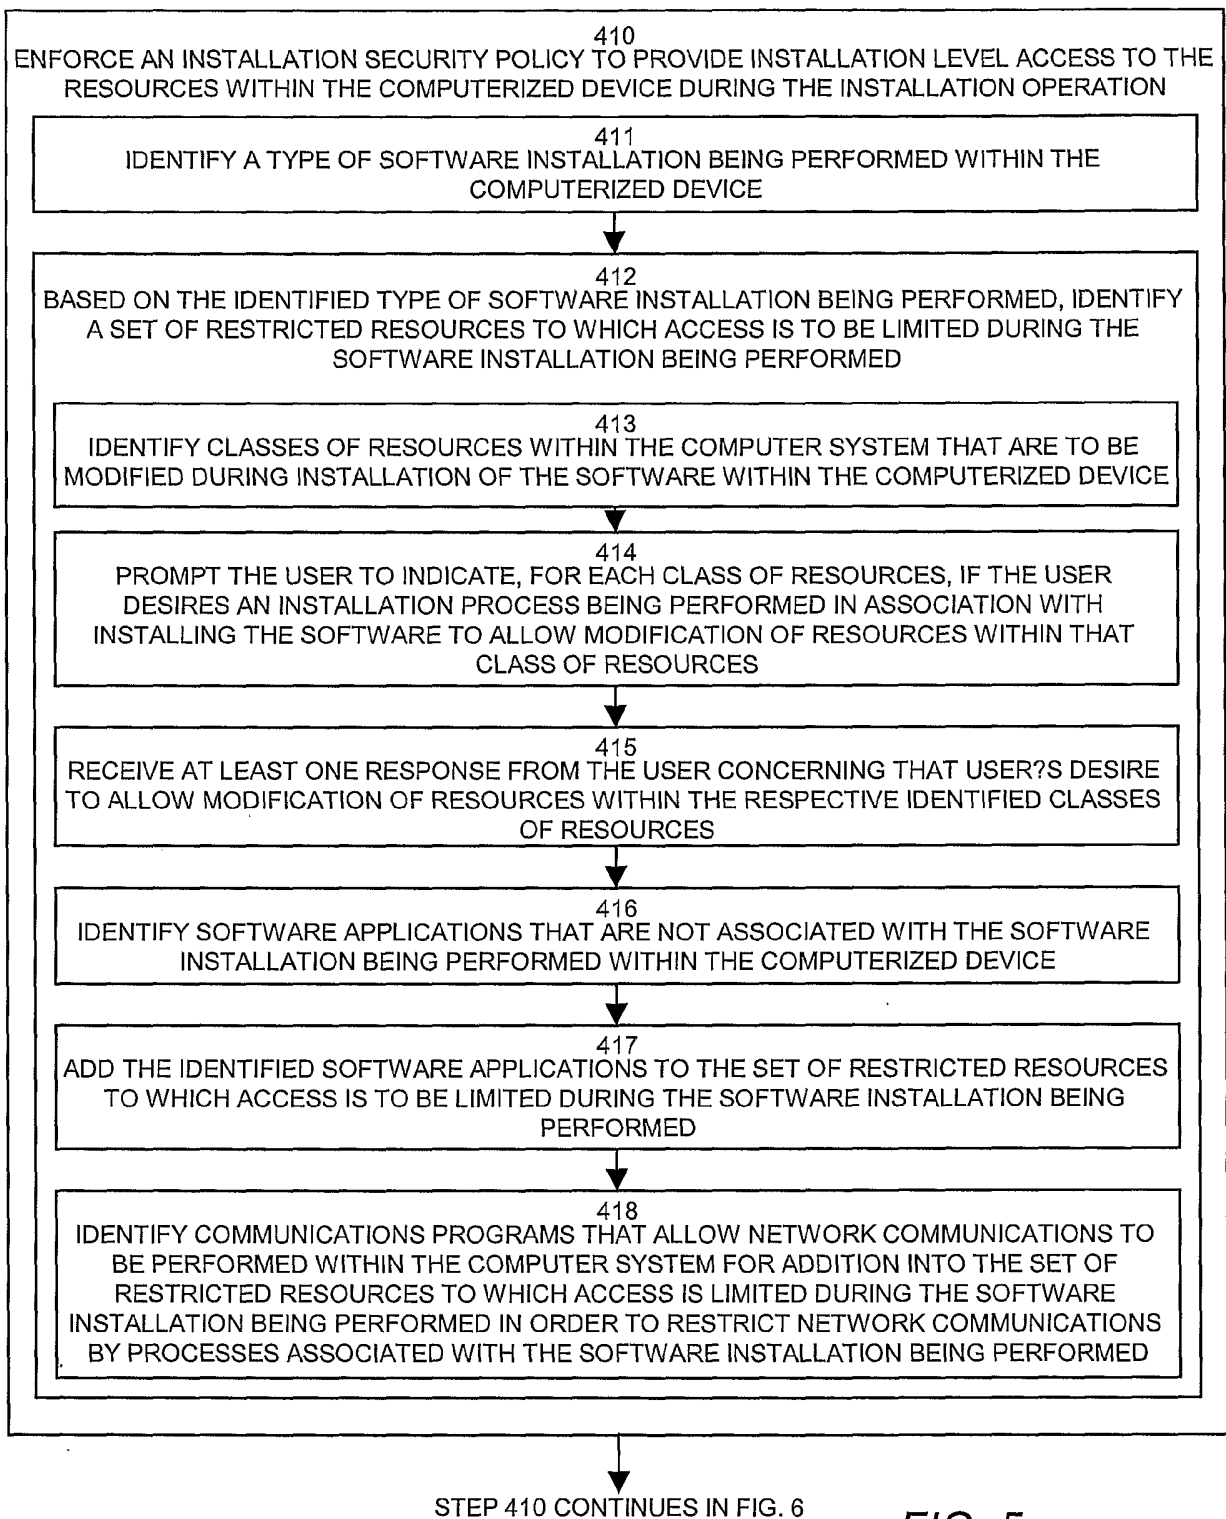 410
ENFORCE AN INSTALLATION SECURITY POLICY TO PROVIDE INSTALLATION LEVEL ACCESS TO THE
RESOURCES WITHIN THE COMPUTERIZED DEVICE DURING THE INSTALLATION OPERATION
411
IDENTIFY A TYPE OF SOFTWARE INSTALLATION BEING PERFORMED WITHIN THE
COMPUTERIZED DEVICE
412
BASED ON THE IDENTIFIED TYPE OF SOFTWARE INSTALLATION BEING PERFORMED, IDENTIFY
A SET OF RESTRICTED RESOURCES TO WHICH ACCESS IS TO BE LIMITED DURING THE
SOFTWARE INSTALLATION BEING PERFORMED
413
IDENTIFY CLASSES OF RESOURCES WITHIN THE COMPUTER SYSTEM THAT ARE TO BE
MODIFIED DURING INSTALLATION OF THE SOFTWARE WITHIN THE COMPUTERIZED DEVICE
414
PROMPT THE USER TO INDICATE, FOR EACH CLASS OF RESOURCES, IF THE USER
DESIRES AN INSTALLATION PROCESS BEING PERFORMED IN ASSOCIATION WITH
INSTALLING THE SOFTWARE TO ALLOW MODIFICATION OF RESOURCES WITHIN THAT
CLASS OF RESOURCES
415
RECEIVE AT LEAST ONE RESPONSE FROM THE USER CONCERNING THAT USER?S DESIRE
TO ALLOW MODIFICATION OF RESOURCES WITHIN THE RESPECTIVE IDENTIFIED CLASSES
OF RESOURCES
416
IDENTIFY SOFTWARE APPLICATIONS THAT ARE NOT ASSOCIATED WITH THE SOFTWARE
INSTALLATION BEING PERFORMED WITHIN THE COMPUTERIZED DEVICE
417
ADD THE IDENTIFIED SOFTWARE APPLICATIONS TO THE SET OF RESTRICTED RESOURCES
TO WHICH ACCESS IS TO BE LIMITED DURING THE SOFTWARE INSTALLATION BEING
PERFORMED
418
IDENTIFY COMMUNICATIONS PROGRAMS THAT ALLOW NETWORK COMMUNICATIONS TO
BE PERFORMED WITHIN THE COMPUTER SYSTEM FOR ADDITION INTO THE SET OF
RESTRICTED RESOURCES TO WHICH ACCESS IS LIMITED DURING THE SOFTWARE
INSTALLATION BEING PERFORMED IN ORDER TO RESTRICT NETWORK COMMUNICATIONS
BY PROCESSES ASSOCIATED WITH THE SOFTWARE INSTALLATION BEING PERFORMED
STEP 410 CONTINUES IN FIG. 6
FIG. 5